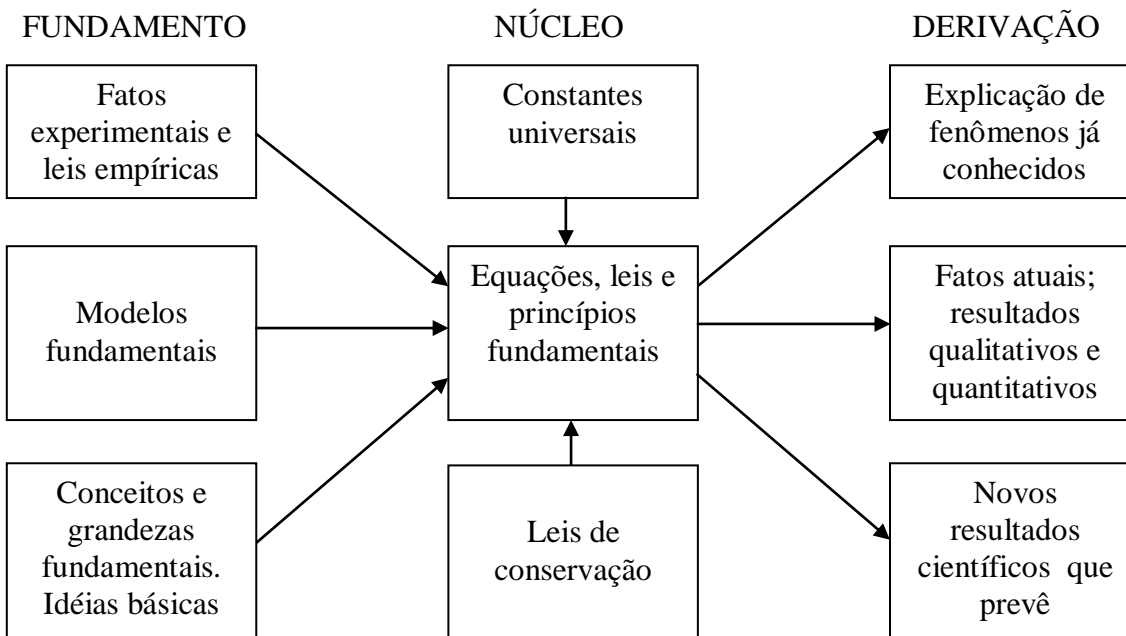 FUNDAMENTO
NÚCLEO
DERIVAÇÃO
Fatos
experimentais e
leis empíricas
Constantes
universais
Explicação de
fenômenos já
conhecidos
Modelos
fundamentais
Equações, leis e
princípios
fundamentais
Fatos atuais;
resultados
qualitativos e
quantitativos
Conceitos e
grandezas
fundamentais.
Idéias básicas
Leis de
conservação
Novos
resultados
científicos que
prevê